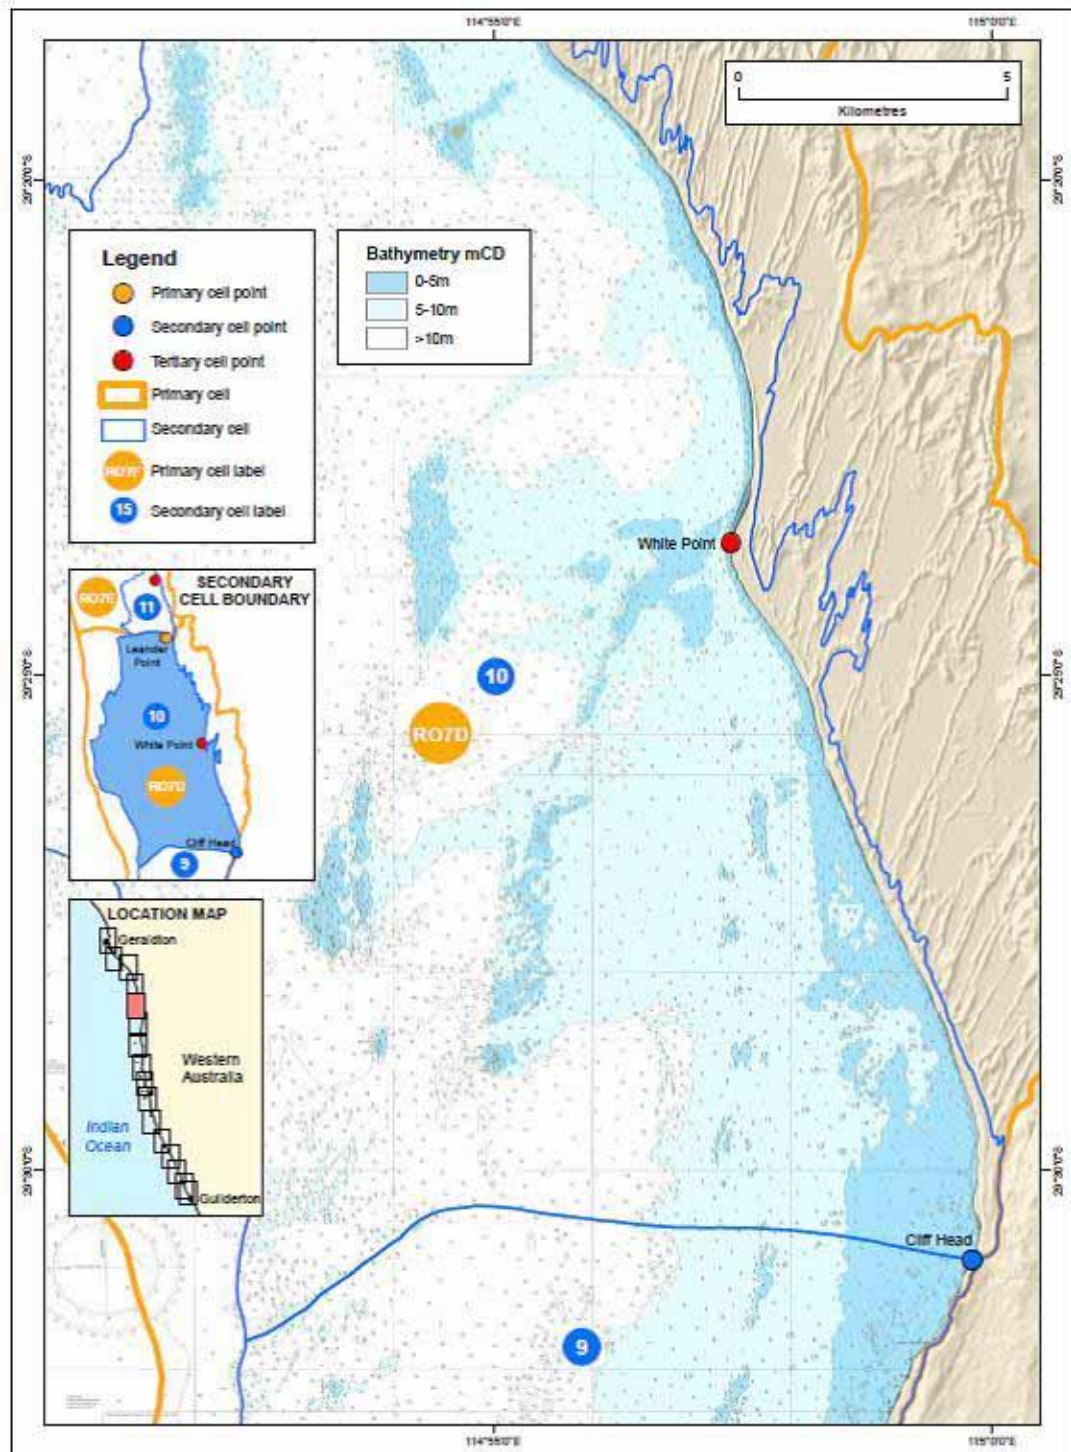 114°55'0"E
115°0'0"E
0
5
Kilometres
29°20'0"S
29°20'0"S
Legend
Primary cell point
Secondary cell point
Tertiary cell point
Primary cell
Secondary cell
RO7E
Primary cell label
15
Secondary cell label
Bathymetry mCD
0-5m
5-10m
>10m
White Point
SECONDARY
CELL BOUNDARY
RO7E
11
Leander
Point
10
White Point
RO7D
Cliff Head
9
29°25'0"S
29°25'0"S
10
RO7D
LOCATION MAP
Geraldton
Western
Australia
Indian
Ocean
Guilderton
29°30'0"S
29°30'0"S
Cliff Head
9
114°55'0"E
115°0'0"E